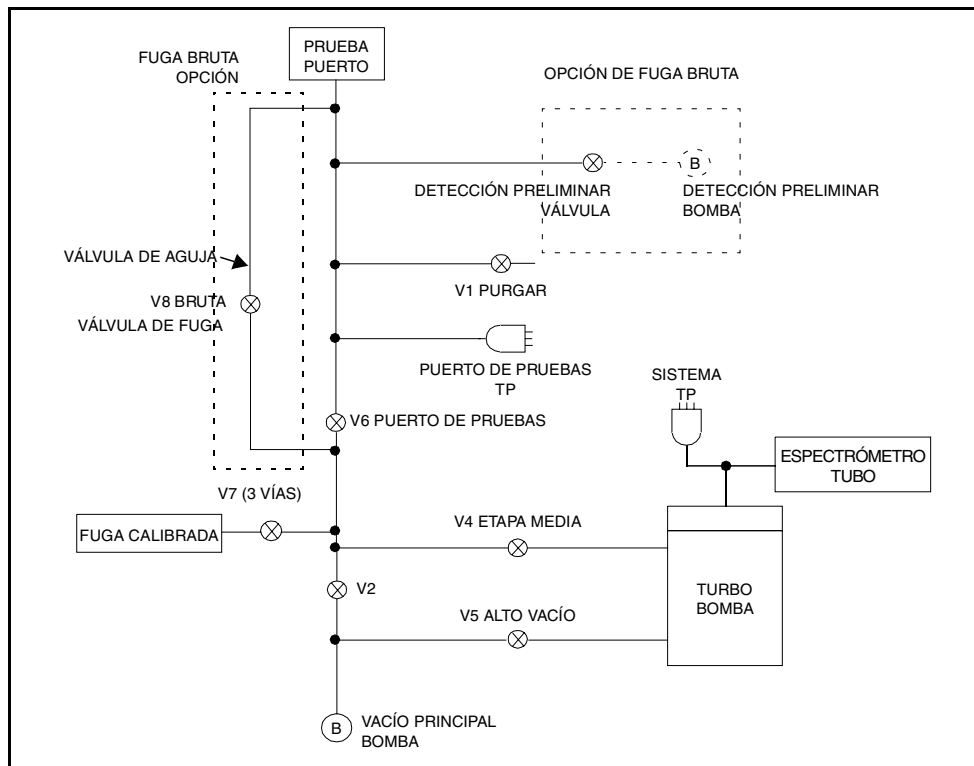 PRUEBA
PUERTO
FUGA BRUTA
OPCIÓN
OPCIÓN DE FUGA BRUTA
B
DETECCIÓN PRELIMINAR
VÁLVULA
DETECCIÓN PRELIMINAR
BOMBA
VÁLVULA DE AGUJA
V1 PURGAR
V8 BRUTA
VÁLVULA DE FUGA
PUERTO DE PRUEBAS
TP
SISTEMA
TP
V6 PUERTO DE PRUEBAS
ESPECTRÓMETRO
TUBO
V7 (3 VÍAS)
FUGA CALIBRADA
V4 ETAPA MEDIA
V2
TURBO
BOMBA
V5 ALTO VACÍO
B
VACÍO PRINCIPAL
BOMBA